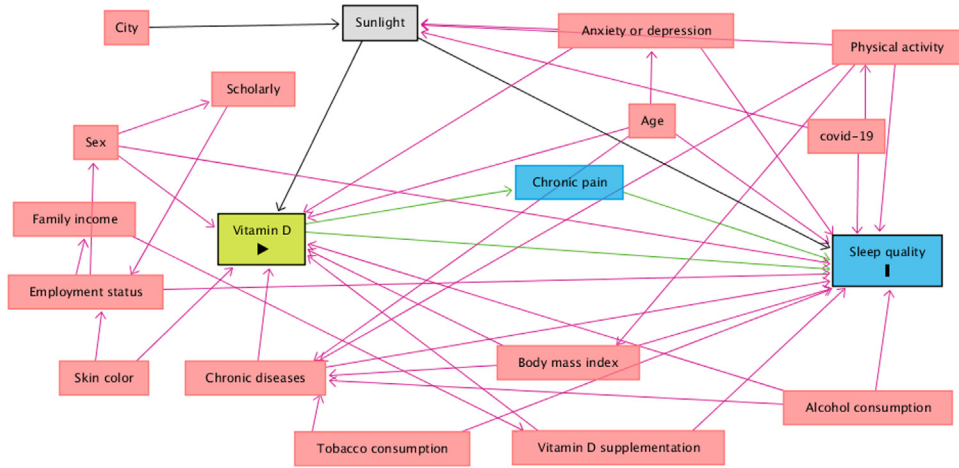 City
Sunlight
Anxiety or depression
Physical activity
Scholarly
Age
covid-19
Sex
Chronic pain
Family income
Vitamin D
Sleep quality
Employment status
Skin color
Chronic diseases
Body mass index
Alcohol consumption
Tobacco consumption
Vitamin D supplementation